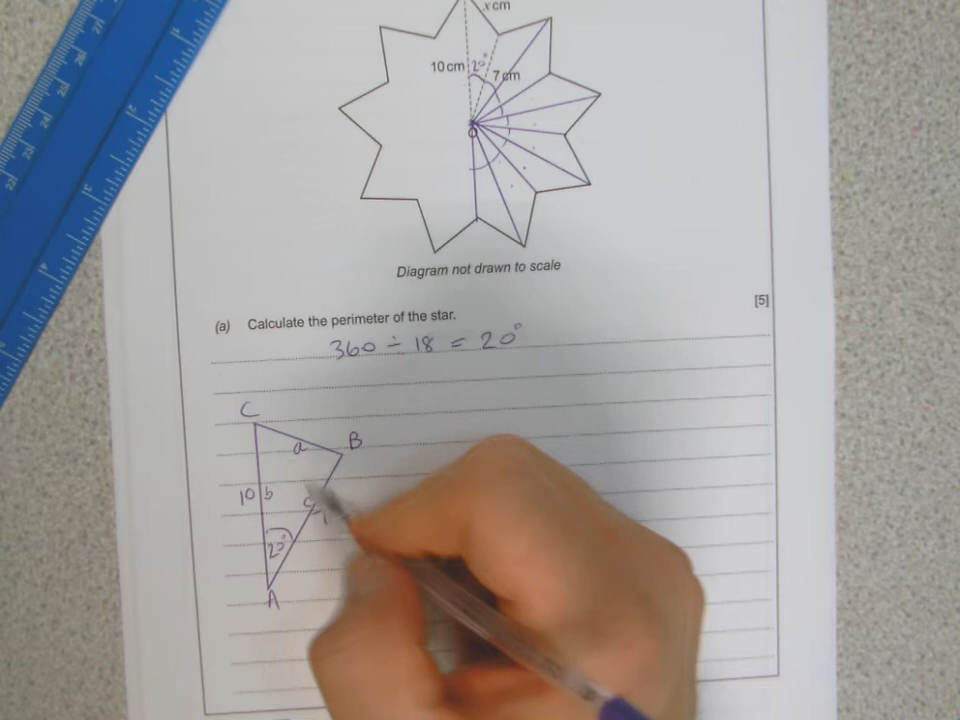 x cm
10 cm 20°
7 cm
O
Diagram not drawn to scale
[5]
(a) Calculate the perimeter of the star.
360 ÷ 18 = 20°
C
a B
10 b
c
20°
A